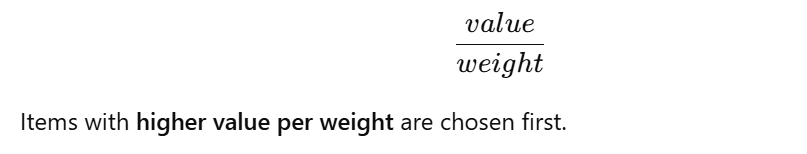 value
weight
Items with higher value per weight are chosen first.